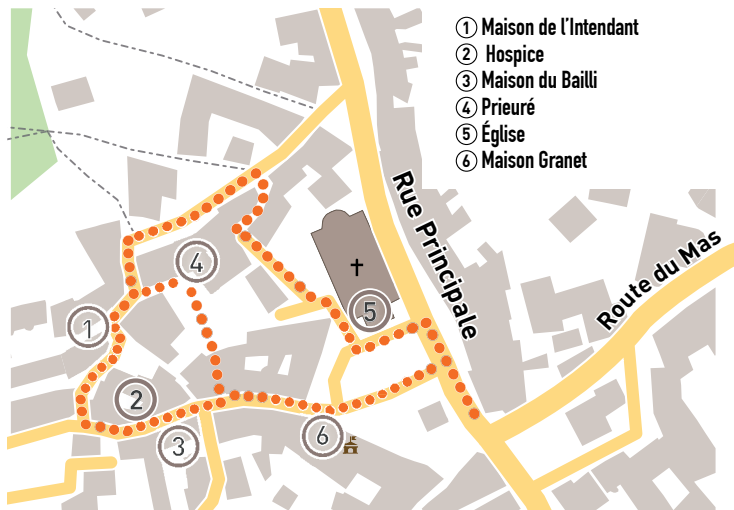 ① Maison de l'Intendant
② Hospice
③ Maison du Bailli
④ Prieuré
⑤ Église
⑥ Maison Granet
Rue Principale
Route du Mas
4
5
1
2
3
6